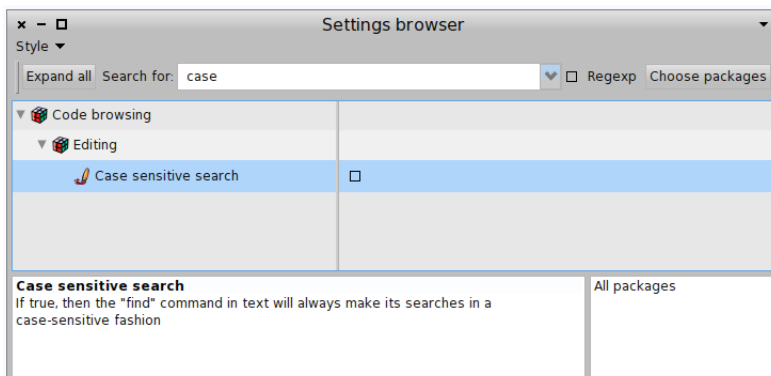 Settings browser
Style
Expand all Search for: case Regexp Choose packages
Code browsing
Editing
Case sensitive search
Case sensitive search
If true, then the "find" command in text will always make its searches in a
case-sensitive fashion
All packages